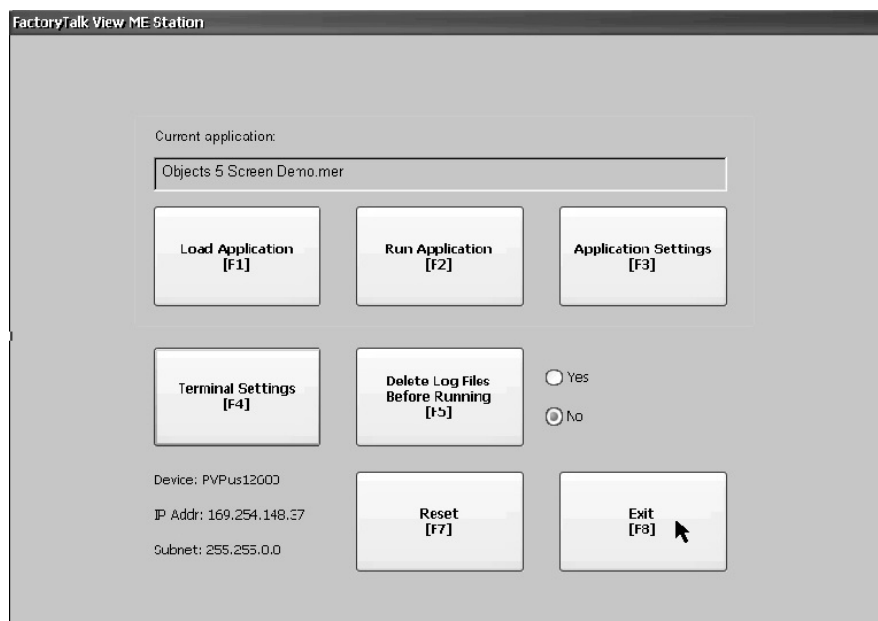 FactoryTalk View ME Station
Current application:
Objects 5 Screen Demo.mer
Load Application
[F1]
Run Application
[F2]
Application Settings
[F3]
Terminal Settings
[F4]
Delete Log Files
Before Running
[F5]
Yes
No
Device: PVPus12600
IP Addr: 169.254.148.37
Subnet: 255.255.0.0
Reset
[F7]
Exit
[F8]